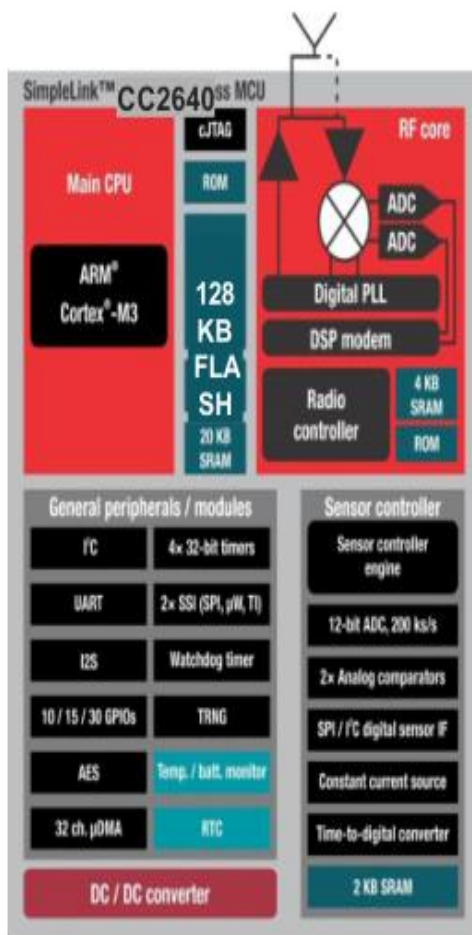 SimpleLink™ CC2640 ss MCU
Main CPU
ARM®
Cortex®-M3
cJTAG
ROM
128
KB
FLA
SH
20 KB
SRAM
RF core
ADC
ADC
Digital PLL
DSP modem
Radio
controller
4 KB
SRAM
ROM
General peripherals / modules
I²C
4× 32-bit timers
UART
2× SSI (SPI, µW, TI)
I2S
Watchdog timer
10 / 15 / 30 GPIOs
TRNG
AES
Temp. / batt. monitor
32 ch. µDMA
RTC
DC / DC converter
Sensor controller
Sensor controller
engine
12-bit ADC, 200 ks/s
2× Analog comparators
SPI / I²C digital sensor IF
Constant current source
Time-to-digital converter
2 KB SRAM